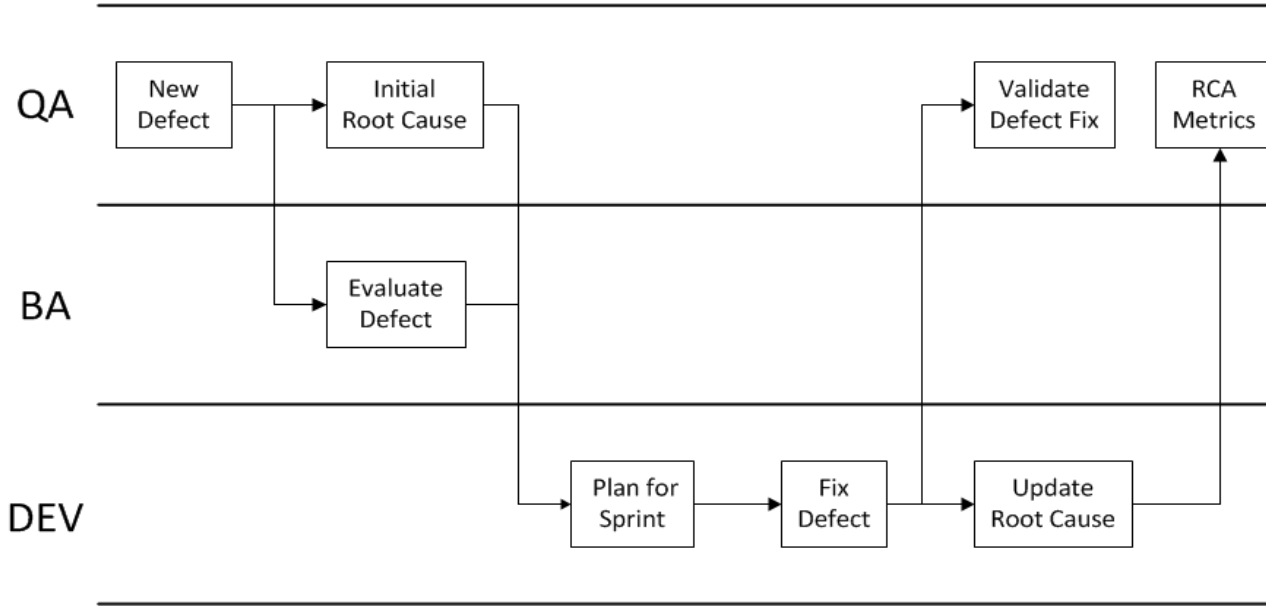 QA
New
Defect
Initial
Root Cause
Validate
Defect Fix
RCA
Metrics
BA
Evaluate
Defect
DEV
Plan for
Sprint
Fix
Defect
Update
Root Cause